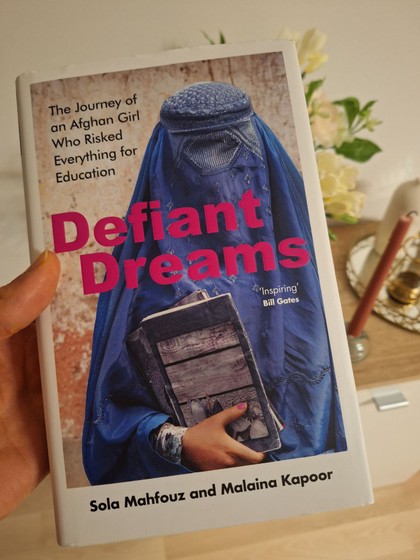 The Journey of
an Afghan Girl
Who Risked
Everything for
Education
Defiant
Dreams
'Inspiring'
Bill Gates
Sola Mahfouz and Malaina Kapoor